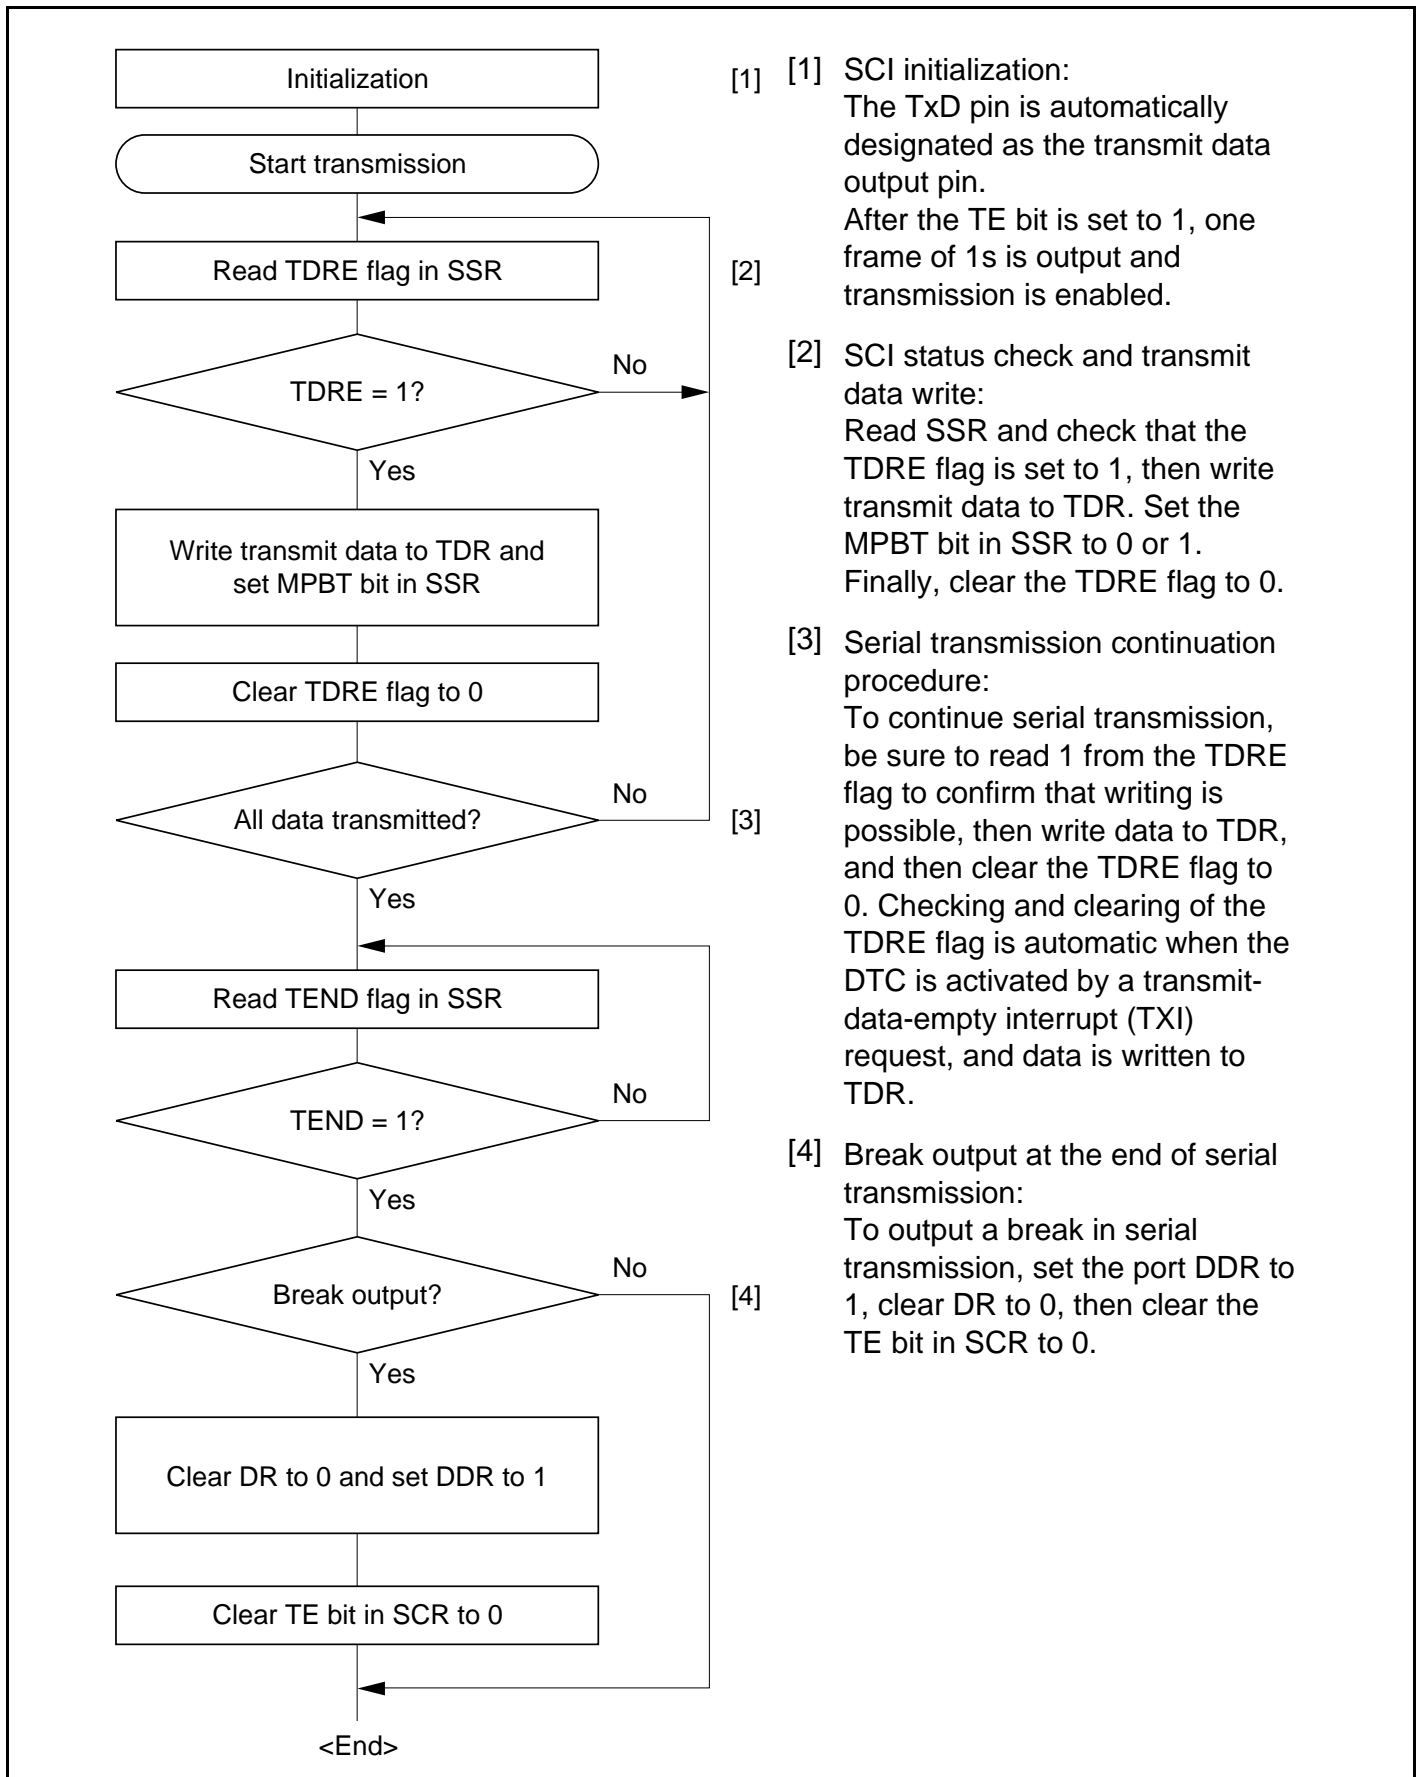 Initialization
[1]
Start transmission
Read TDRE flag in SSR
[2]
TDRE = 1?
No
Yes
Write transmit data to TDR and
set MPBT bit in SSR
Clear TDRE flag to 0
All data transmitted?
No
[3]
Yes
Read TEND flag in SSR
TEND = 1?
No
Yes
Break output?
No
[4]
Yes
Clear DR to 0 and set DDR to 1
Clear TE bit in SCR to 0
<End>
[1] SCI initialization:
The TxD pin is automatically
designated as the transmit data
output pin.
After the TE bit is set to 1, one
frame of 1s is output and
transmission is enabled.
[2] SCI status check and transmit
data write:
Read SSR and check that the
TDRE flag is set to 1, then write
transmit data to TDR. Set the
MPBT bit in SSR to 0 or 1.
Finally, clear the TDRE flag to 0.
[3] Serial transmission continuation
procedure:
To continue serial transmission,
be sure to read 1 from the TDRE
flag to confirm that writing is
possible, then write data to TDR,
and then clear the TDRE flag to
0. Checking and clearing of the
TDRE flag is automatic when the
DTC is activated by a transmit-
data-empty interrupt (TXI)
request, and data is written to
TDR.
[4] Break output at the end of serial
transmission:
To output a break in serial
transmission, set the port DDR to
1, clear DR to 0, then clear the
TE bit in SCR to 0.